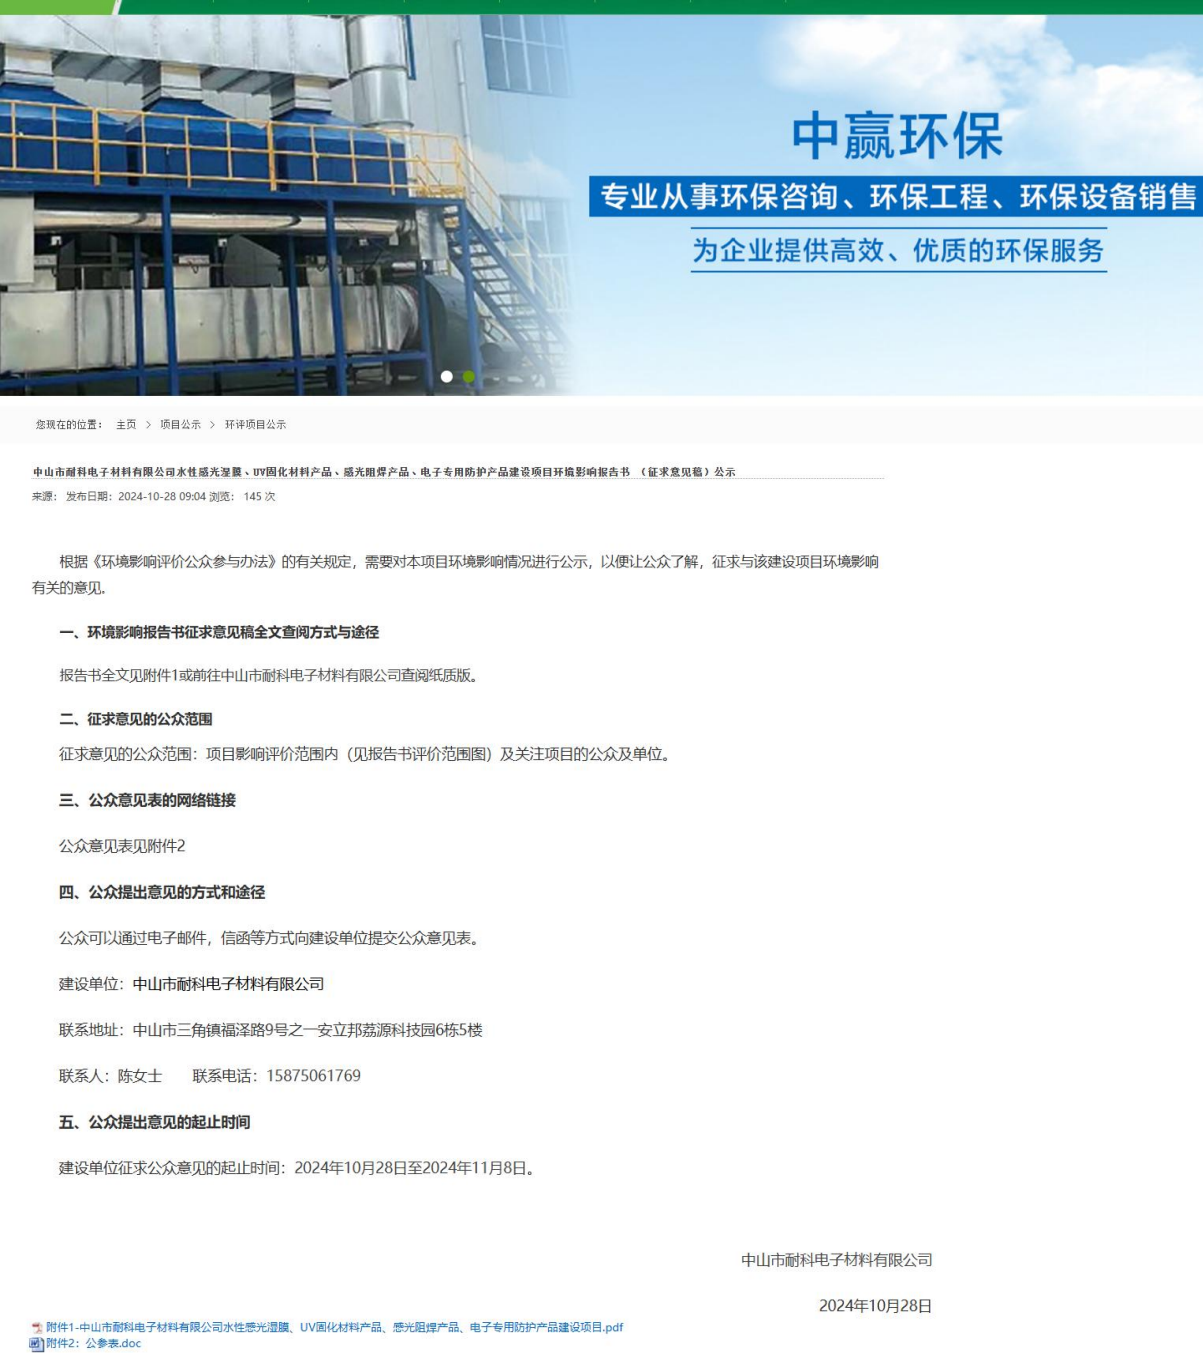 中赢环保
专业从事环保咨询、环保工程、环保设备销售
为企业提供高效、优质的环保服务
您现在的位置： 主页 > 项目公示 > 环评项目公示
中山市耐科电子材料有限公司水性感光湿膜、UV固化材料产品、感光阻焊产品、电子专用防护产品建设项目环境影响报告书 （征求意见稿）公示
来源： 发布日期：2024-10-28 09:04 浏览： 145 次
根据《环境影响评价公众参与办法》的有关规定，需要对本项目环境影响情况进行公示，以便让公众了解，征求与该建设项目环境影响
有关的意见.
一、环境影响报告书征求意见稿全文查阅方式与途径
报告书全文见附件1或前往中山市耐科电子材料有限公司查阅纸质版。
二、征求意见的公众范围
征求意见的公众范围：项目影响评价范围内（见报告书评价范围图）及关注项目的公众及单位。
三、公众意见表的网络链接
公众意见表见附件2
四、公众提出意见的方式和途径
公众可以通过电子邮件，信函等方式向建设单位提交公众意见表。
建设单位：中山市耐科电子材料有限公司
联系地址：中山市三角镇福泽路9号之一安立邦荔源科技园6栋5楼
联系人：陈女士 联系电话：15875061769
五、公众提出意见的起止时间
建设单位征求公众意见的起止时间：2024年10月28日至2024年11月8日。
中山市耐科电子材料有限公司
2024年10月28日
附件1-中山市耐科电子材料有限公司水性感光湿膜、UV固化材料产品、感光阻焊产品、电子专用防护产品建设项目.pdf
附件2：公参表.doc